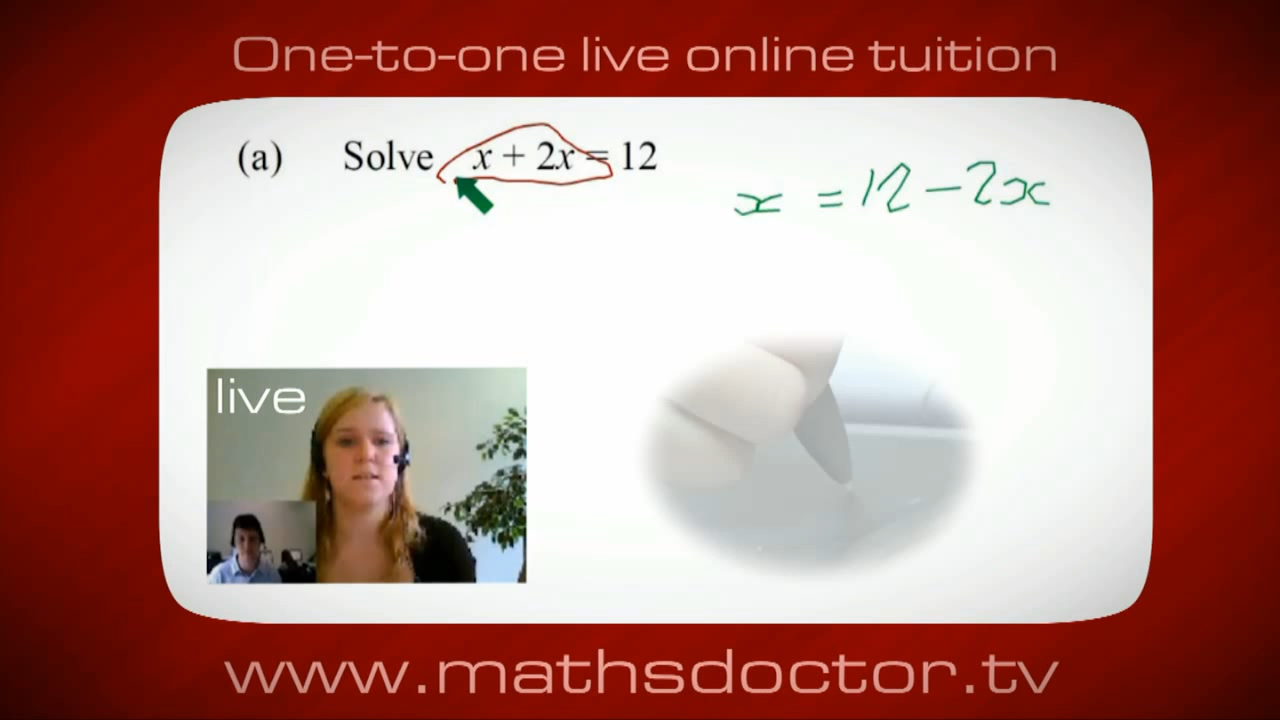 One-to-one live online tuition
(a) Solve x + 2x = 12
x = 12 - 2x
live
www.mathsdoctor.tv